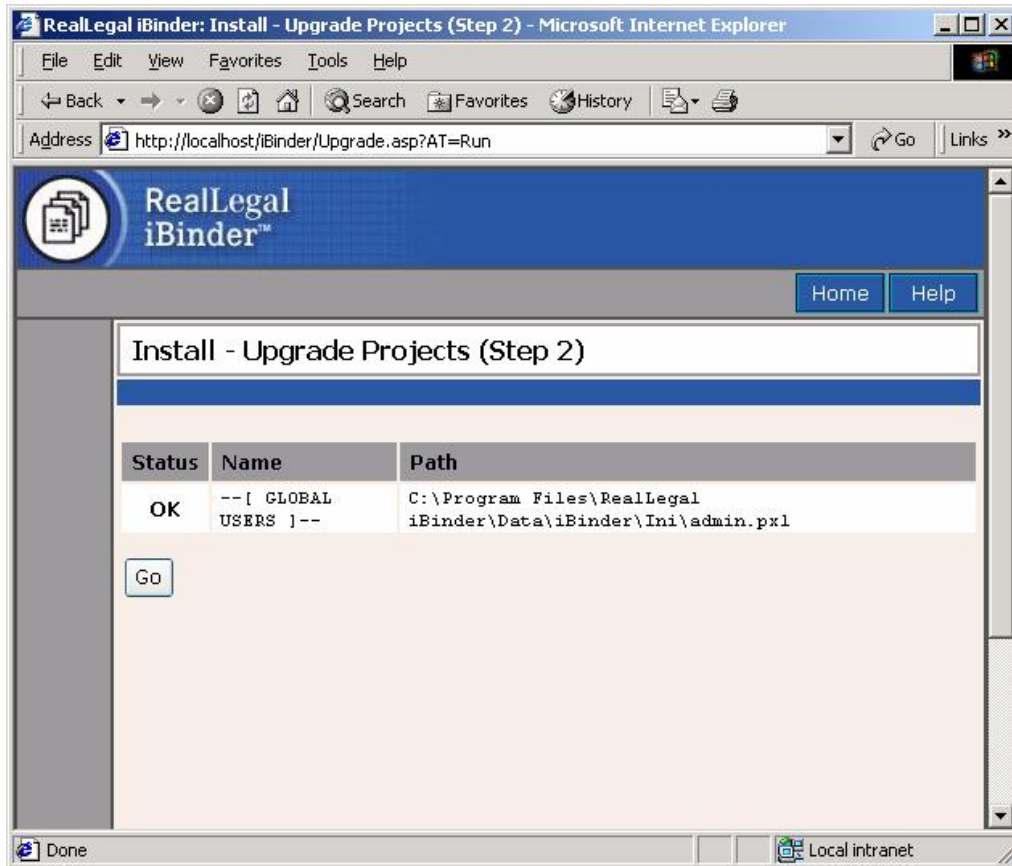 RealLegal iBinder: Install - Upgrade Projects (Step 2) - Microsoft Internet Explorer
File Edit View Favorites Tools Help
Back Search Favorites History
Address http://localhost/iBinder/Upgrade.asp?AT=Run Go Links »
RealLegal
iBinder™
Home Help
Install - Upgrade Projects (Step 2)
Status Name Path
OK --[ GLOBAL USERS ]-- C:\Program Files\RealLegal iBinder\Data\iBinder\Ini\admin.pxl
Go
Done Local intranet